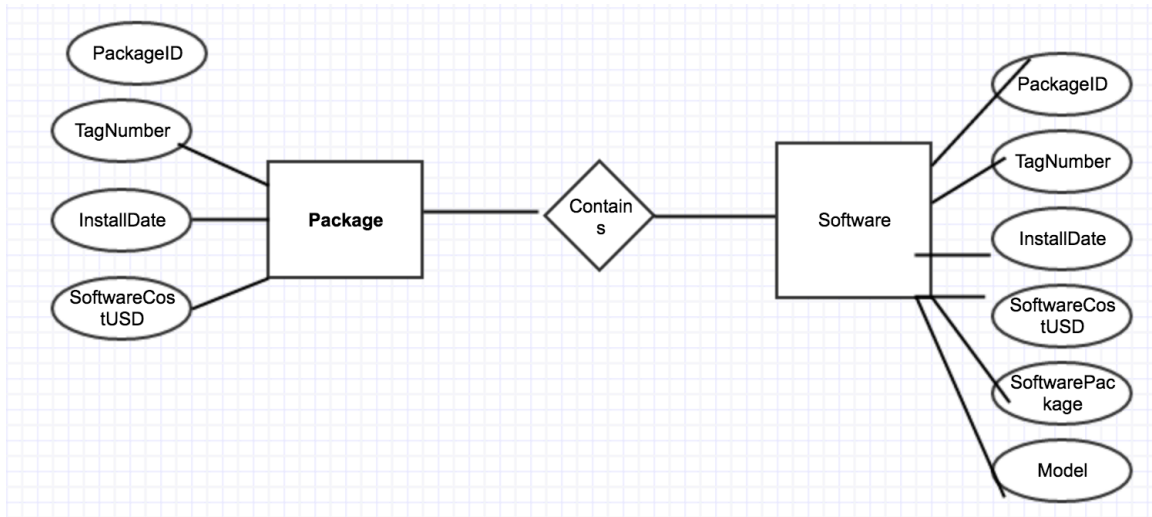 PackageID
TagNumber
InstallDate
SoftwareCos
tUSD
Package
Contain
s
Software
PackageID
TagNumber
InstallDate
SoftwareCos
tUSD
SoftwarePac
kage
Model